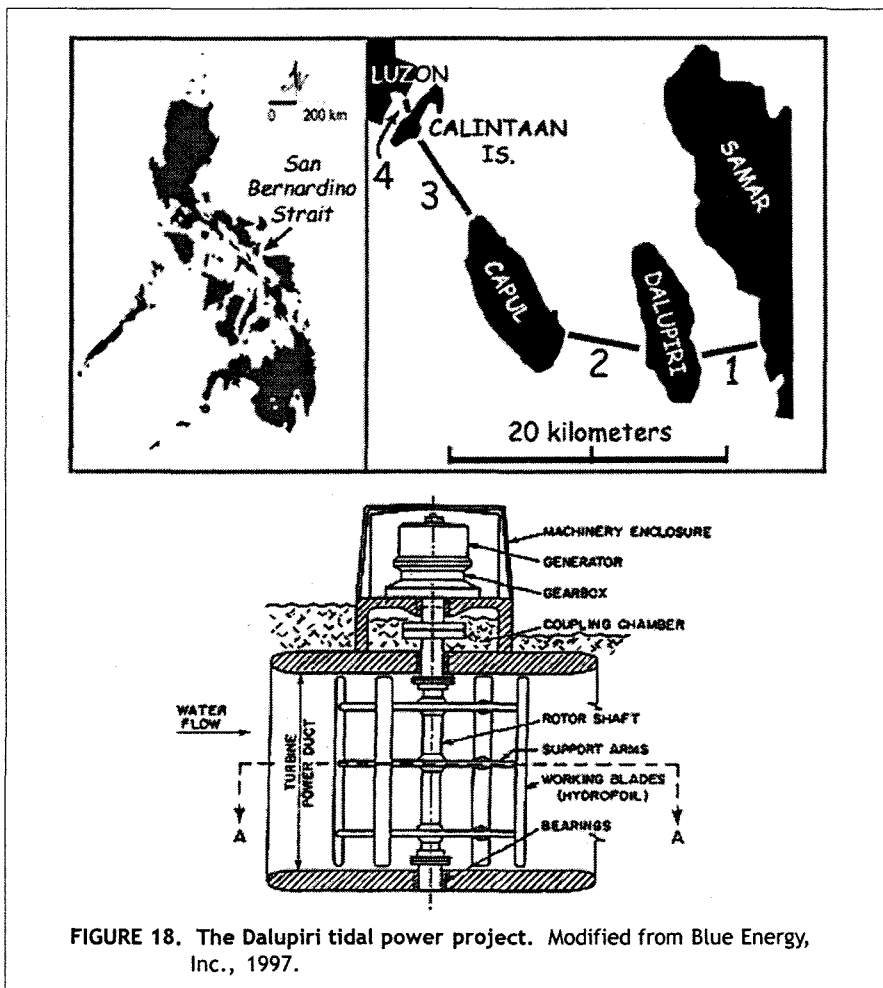 N
0 200 km
San
Bernardino
Strait
LUZON
CALINTAAN
IS.
4
3
SAMAR
CAPUL
DALUPIRI
2
1
20 kilometers
MACHINERY ENCLOSURE
GENERATOR
GEARBOX
COUPLING CHAMBER
WATER
FLOW
TURBINE
POWER DUCT
ROTOR SHAFT
SUPPORT ARMS
WORKING BLADES
(HYDROFOIL)
A
A
BEARINGS
FIGURE 18. The Dalupiri tidal power project. Modified from Blue Energy,
Inc., 1997.